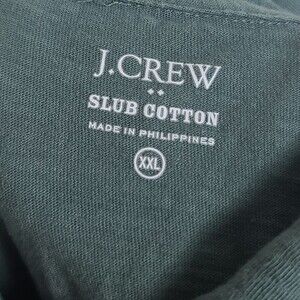 J.CREW
SLUB COTTON
MADE IN PHILIPPINES
XXL